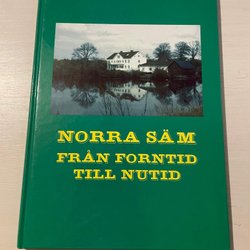 NORRA SÄM
FRÅN FORNTID
TILL NUTID